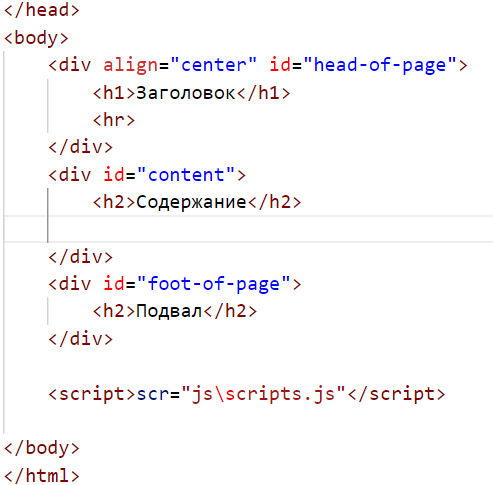 </head>
<body>
<div align="center" id="head-of-page">
<h1>Заголовок</h1>
<hr>
</div>
<div id="content">
<h2>Содержание</h2>
</div>
<div id="foot-of-page">
<h2>Подвал</h2>
</div>
<script>scr="js\scripts.js"</script>
</body>
</html>